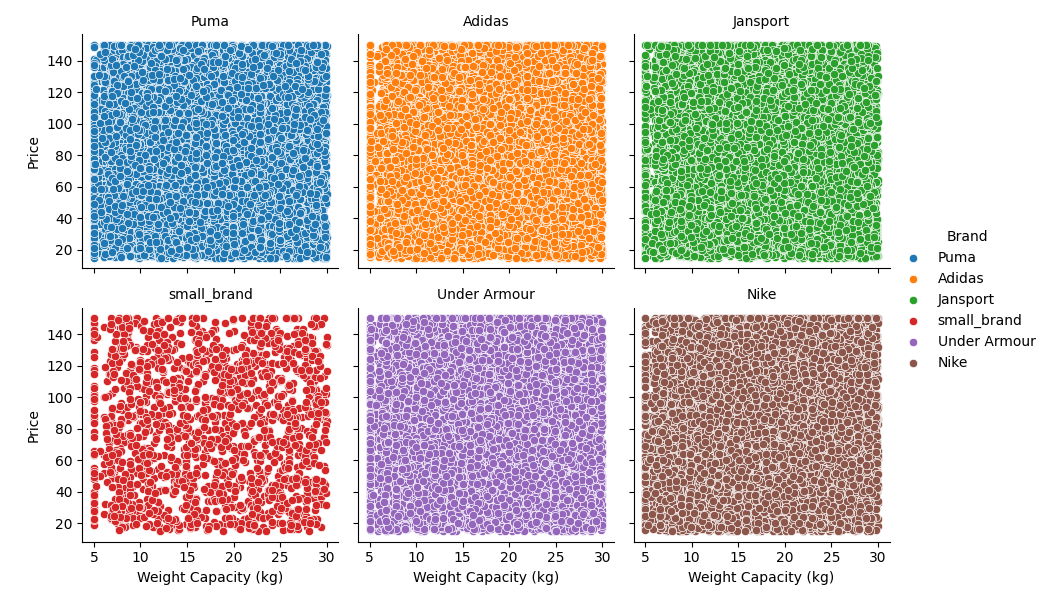 Puma Adidas Jansport
Price
140
120
100
80
60
40
20
Brand
Puma
Adidas
Jansport
small_brand
Under Armour
Nike
small_brand Under Armour Nike
Price
140
120
100
80
60
40
20
5 10 15 20 25 30 5 10 15 20 25 30 5 10 15 20 25 30
Weight Capacity (kg) Weight Capacity (kg) Weight Capacity (kg)